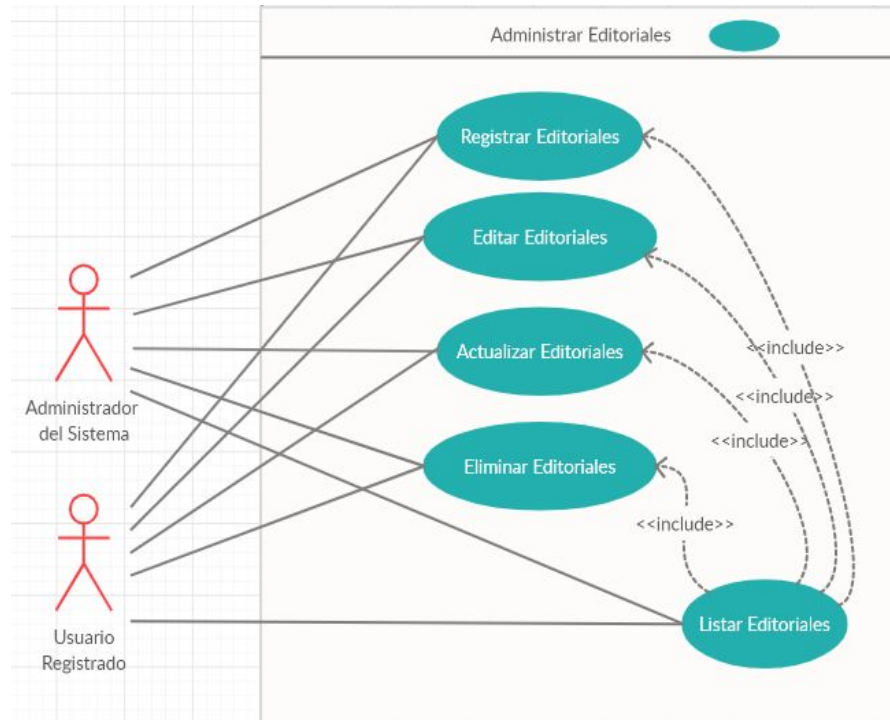 Administrar Editoriales
Registrar Editoriales
Editar Editoriales
Actualizar Editoriales
Eliminar Editoriales
Listar Editoriales
<<include>>
<<include>>
<<include>>
<<include>>
Administrador
del Sistema
Usuario
Registrado